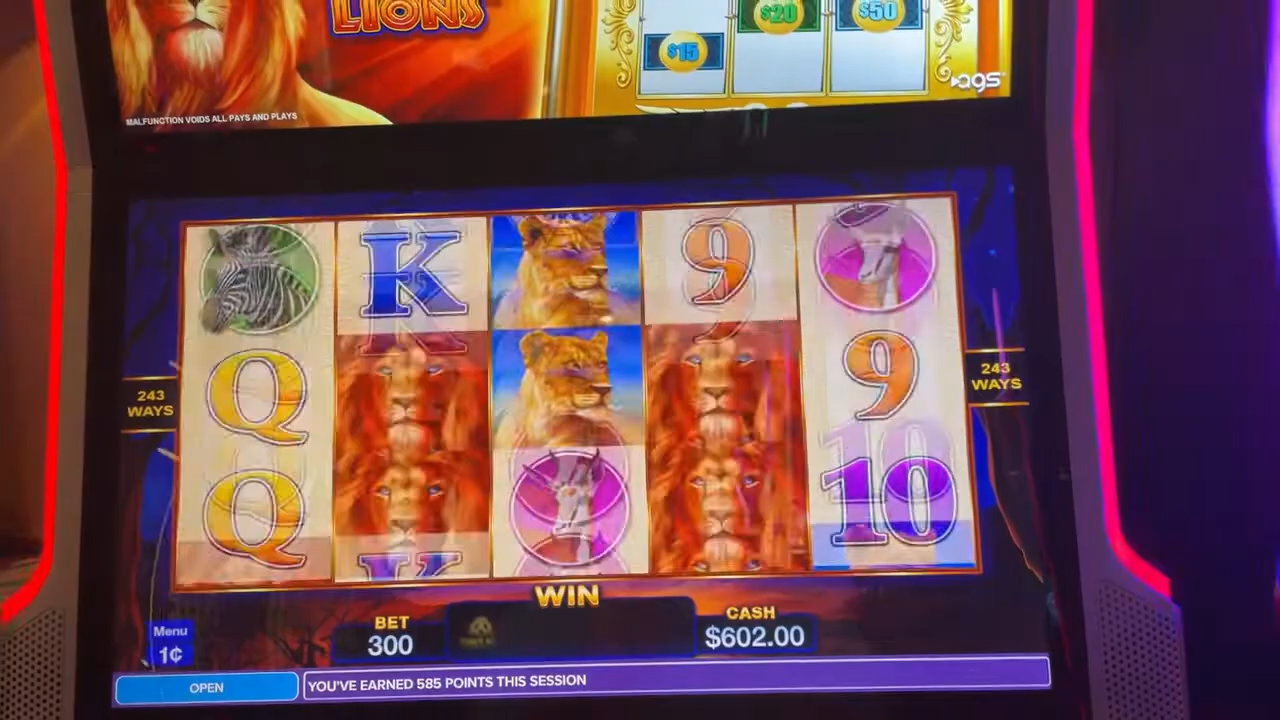 LIONS
$15
$20
$50
ags
MALFUNCTION VOIDS ALL PAYS AND PLAYS
K
9
Q
9
243
WAYS
243
WAYS
Q
10
K
WIN
BET
300
CASH
$602.00
Menu
1¢
OPEN
YOU'VE EARNED 585 POINTS THIS SESSION